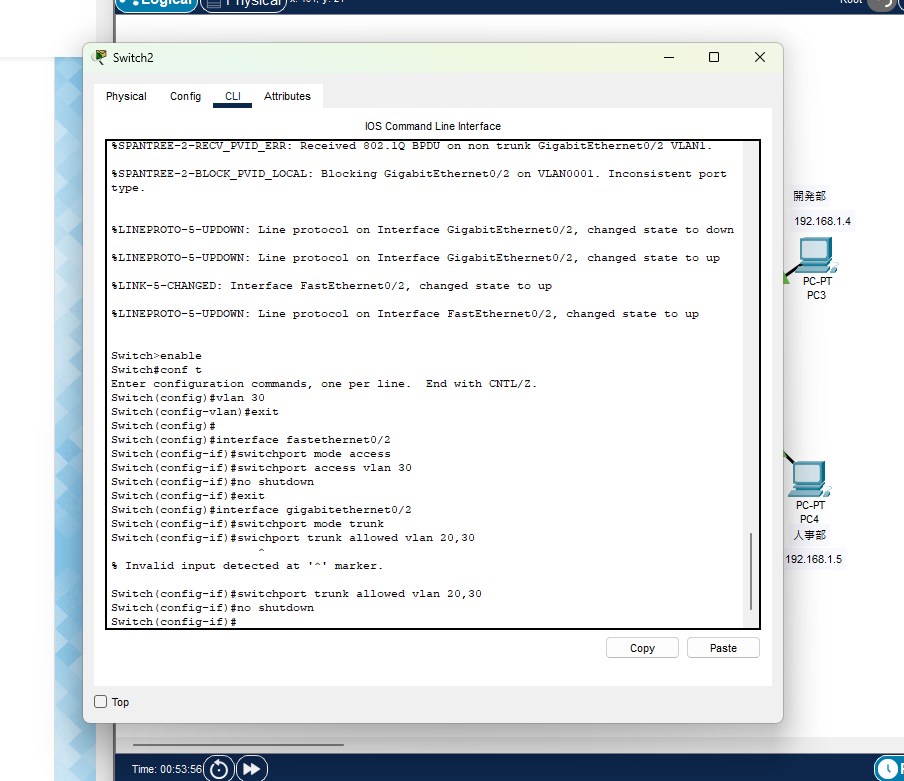 Logical
Physical
Root
Switch2
Physical Config CLI Attributes
IOS Command Line Interface
%SPANTREE-2-RECV_PVID_ERR: Received 802.1Q BPDU on non trunk GigabitEthernet0/2 VLAN1.
%SPANTREE-2-BLOCK_PVID_LOCAL: Blocking GigabitEthernet0/2 on VLAN0001. Inconsistent port
type.
%LINEPROTO-5-UPDOWN: Line protocol on Interface GigabitEthernet0/2, changed state to down
%LINEPROTO-5-UPDOWN: Line protocol on Interface GigabitEthernet0/2, changed state to up
%LINK-5-CHANGED: Interface FastEthernet0/2, changed state to up
%LINEPROTO-5-UPDOWN: Line protocol on Interface FastEthernet0/2, changed state to up
Switch>enable
Switch#conf t
Enter configuration commands, one per line.  End with CNTL/Z.
Switch(config)#vlan 30
Switch(config-vlan)#exit
Switch(config)#
Switch(config)#interface fastethernet0/2
Switch(config-if)#switchport mode access
Switch(config-if)#switchport access vlan 30
Switch(config-if)#no shutdown
Switch(config-if)#exit
Switch(config)#interface gigabitethernet0/2
Switch(config-if)#switchport mode trunk
Switch(config-if)#swichport trunk allowed vlan 20,30
^
% Invalid input detected at '^' marker.
Switch(config-if)#switchport trunk allowed vlan 20,30
Switch(config-if)#no shutdown
Switch(config-if)#
Copy Paste
Top
開発部
192.168.1.4
PC-PT
PC3
PC-PT
PC4
人事部
192.168.1.5
Time: 00:53:56